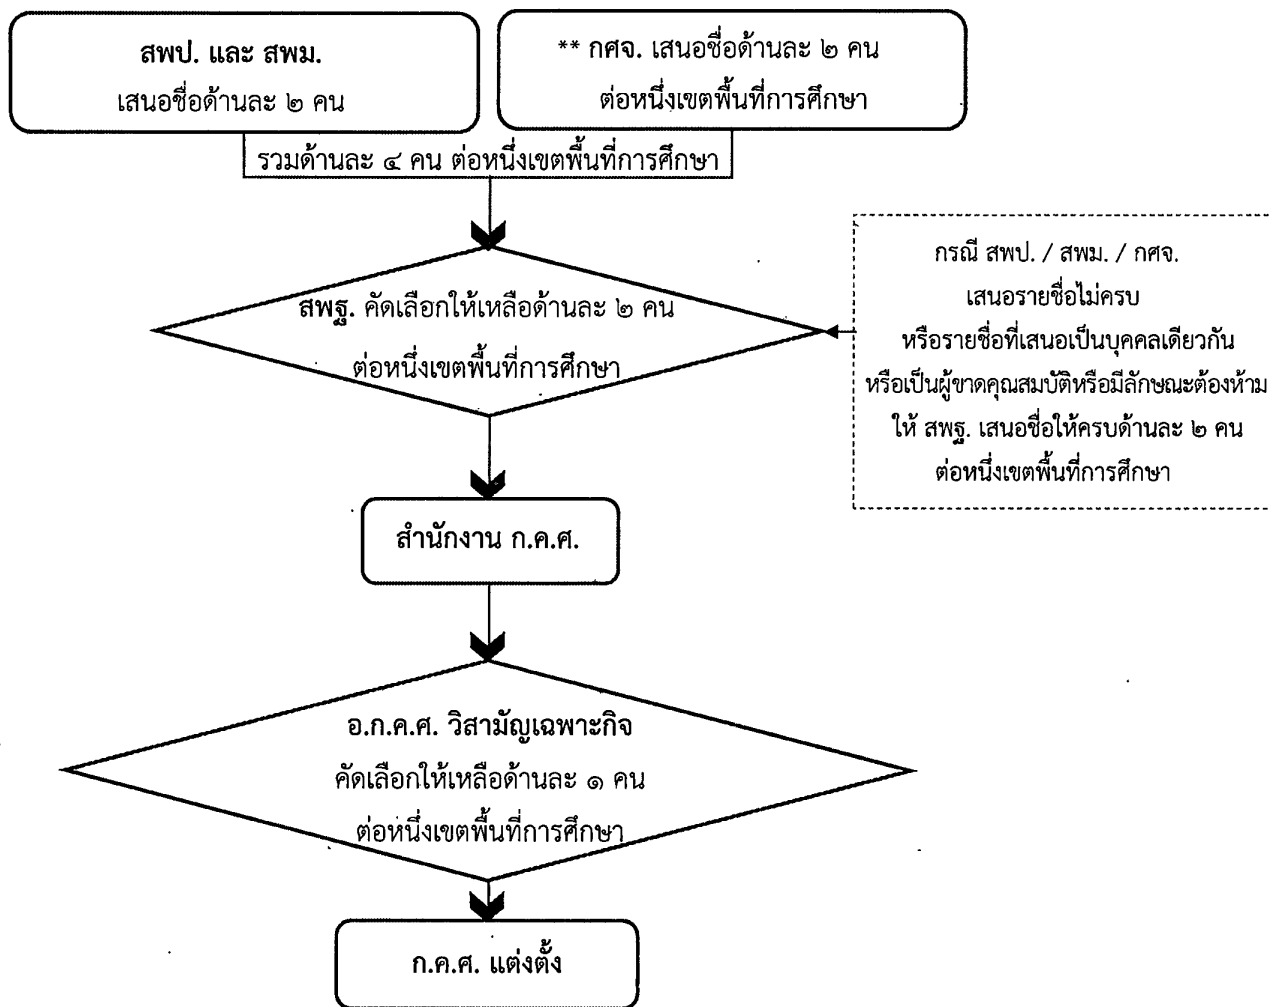 สพป. และ สพม.
เสนอชื่อด้านละ ๒ คน
** กศจ. เสนอชื่อด้านละ ๒ คน
ต่อหนึ่งเขตพื้นที่การศึกษา
รวมด้านละ ๔ คน ต่อหนึ่งเขตพื้นที่การศึกษา
สพฐ. คัดเลือกให้เหลือด้านละ ๒ คน
ต่อหนึ่งเขตพื้นที่การศึกษา
กรณี สพป. / สพม. / กศจ.
เสนอรายชื่อไม่ครบ
หรือรายชื่อที่เสนอเป็นบุคคลเดียวกัน
หรือเป็นผู้ขาดคุณสมบัติหรือมีลักษณะต้องห้าม
ให้ สพฐ. เสนอชื่อให้ครบด้านละ ๒ คน
ต่อหนึ่งเขตพื้นที่การศึกษา
สำนักงาน ก.ค.ศ.
อ.ก.ค.ศ. วิสามัญเฉพาะกิจ
คัดเลือกให้เหลือด้านละ ๑ คน
ต่อหนึ่งเขตพื้นที่การศึกษา
ก.ค.ศ. แต่งตั้ง